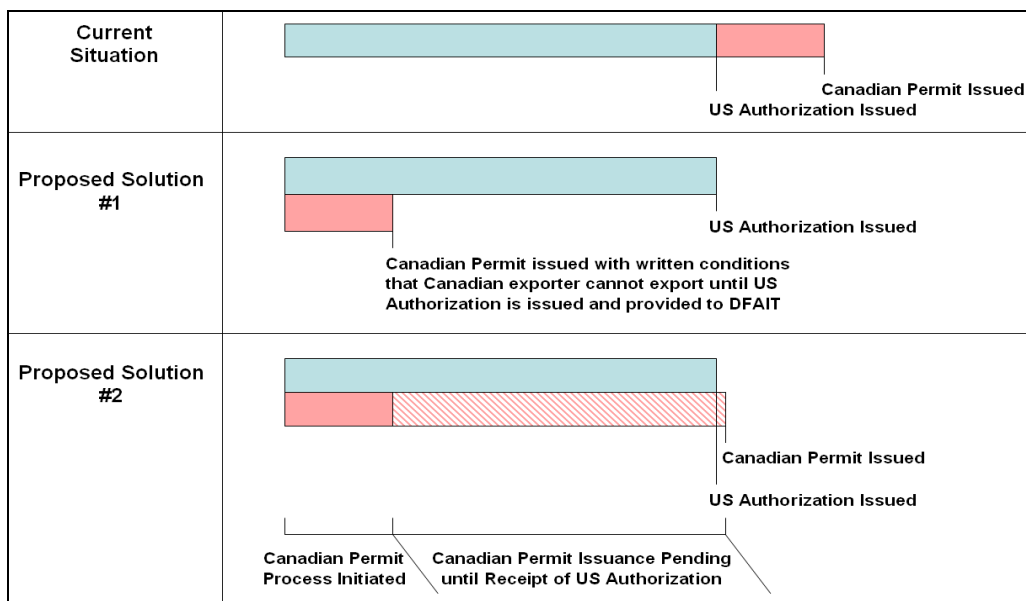 Current
Situation
Canadian Permit Issued
US Authorization Issued
Proposed Solution
#1
US Authorization Issued
Canadian Permit issued with written conditions
that Canadian exporter cannot export until US
Authorization is issued and provided to DFAIT
Proposed Solution
#2
Canadian Permit Issued
US Authorization Issued
Canadian Permit
Process Initiated
Canadian Permit Issuance Pending
until Receipt of US Authorization